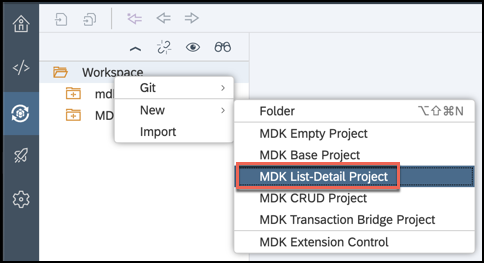 Workspace
mdk
MD
Git
New
Import
Folder ⌥⇧⌘N
MDK Empty Project
MDK Base Project
MDK List-Detail Project
MDK CRUD Project
MDK Transaction Bridge Project
MDK Extension Control